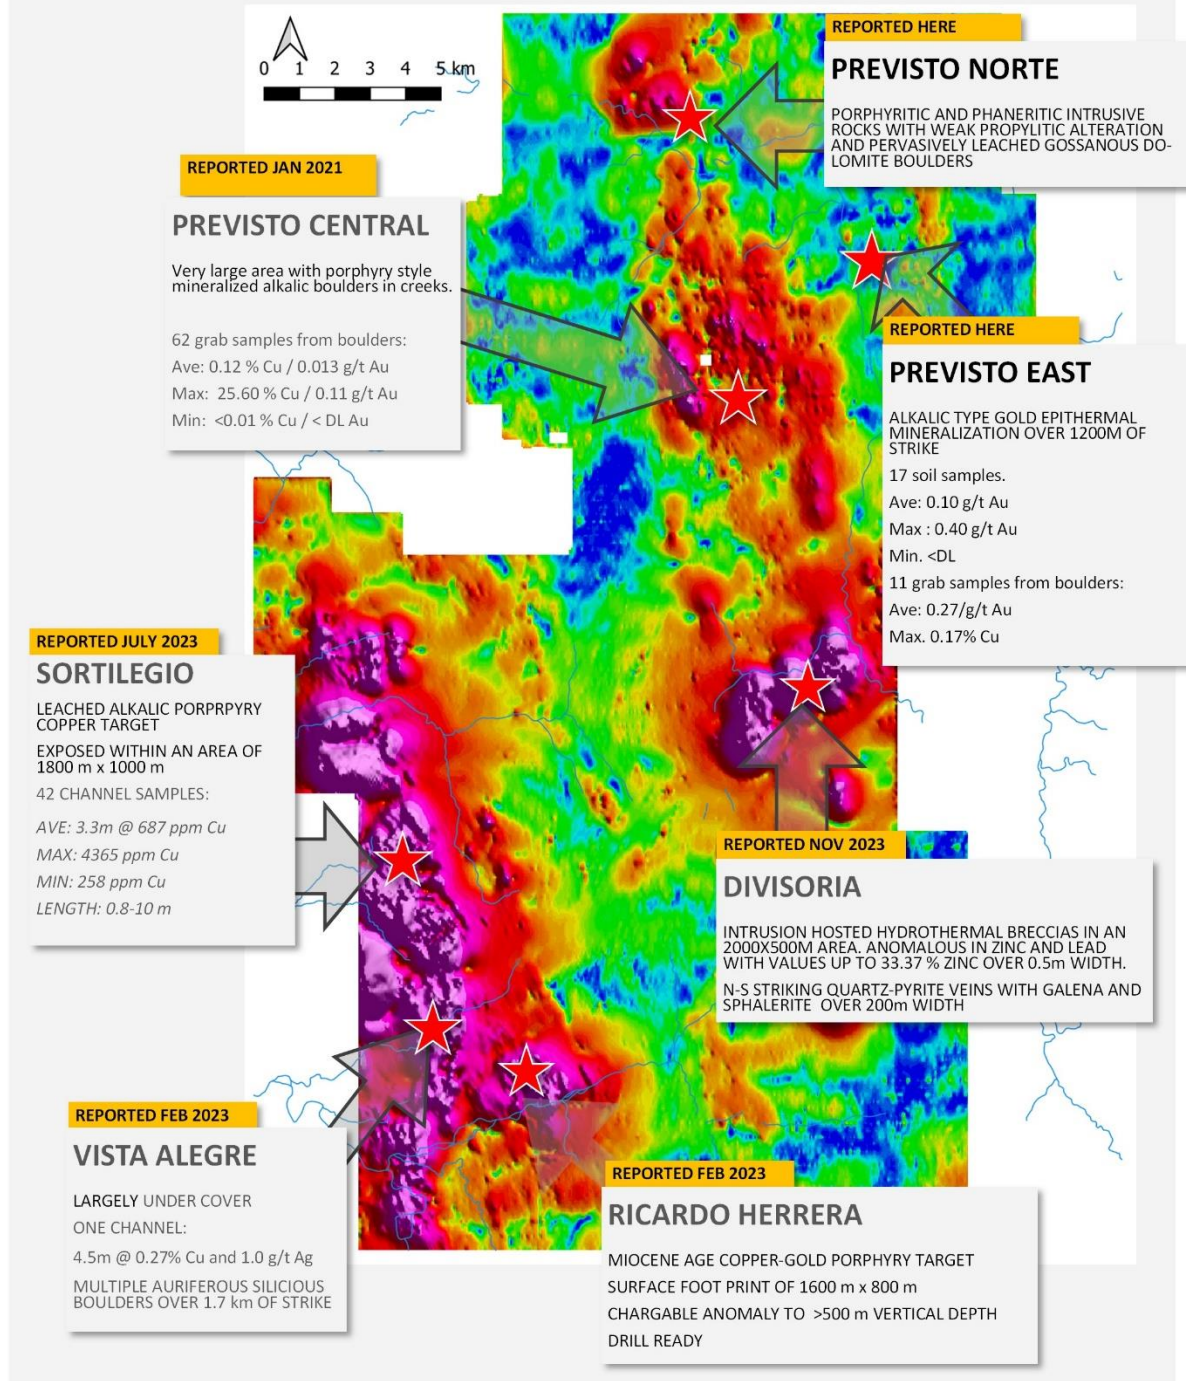 0 1 2 3 4 5 km
REPORTED HERE
PREVISTO NORTE
PORPHYRITIC AND PHANERITIC INTRUSIVE
ROCKS WITH WEAK PROPYLITIC ALTERATION
AND PERVASIVELY LEACHED GOSSANOUS DO-
LOMITE BOULDERS
REPORTED JAN 2021
PREVISTO CENTRAL
Very large area with porphyry style
mineralized alkalic boulders in creeks.
62 grab samples from boulders:
Ave: 0.12 % Cu / 0.013 g/t Au
Max: 25.60 % Cu / 0.11 g/t Au
Min: <0.01 % Cu / < DL Au
REPORTED HERE
PREVISTO EAST
ALKALIC TYPE GOLD EPITHERMAL
MINERALIZATION OVER 1200M OF
STRIKE
17 soil samples.
Ave: 0.10 g/t Au
Max : 0.40 g/t Au
Min. <DL
11 grab samples from boulders:
Ave: 0.27/g/t Au
Max. 0.17% Cu
REPORTED JULY 2023
SORTILEGIO
LEACHED ALKALIC PORPRPYRY
COPPER TARGET
EXPOSED WITHIN AN AREA OF
1800 m x 1000 m
42 CHANNEL SAMPLES:
AVE: 3.3m @ 687 ppm Cu
MAX: 4365 ppm Cu
MIN: 258 ppm Cu
LENGTH: 0.8-10 m
REPORTED NOV 2023
DIVISORIA
INTRUSION HOSTED HYDROTHERMAL BRECCIAS IN AN
2000X500M AREA. ANOMALOUS IN ZINC AND LEAD
WITH VALUES UP TO 33.37 % ZINC OVER 0.5m WIDTH.
N-S STRIKING QUARTZ-PYRITE VEINS WITH GALENA AND
SPHALERITE OVER 200m WIDTH
REPORTED FEB 2023
VISTA ALEGRE
LARGELY UNDER COVER
ONE CHANNEL:
4.5m @ 0.27% Cu and 1.0 g/t Ag
MULTIPLE AURIFEROUS SILICIOUS
BOULDERS OVER 1.7 km OF STRIKE
REPORTED FEB 2023
RICARDO HERRERA
MIOCENE AGE COPPER-GOLD PORPHYRY TARGET
SURFACE FOOT PRINT OF 1600 m x 800 m
CHARGABLE ANOMALY TO >500 m VERTICAL DEPTH
DRILL READY